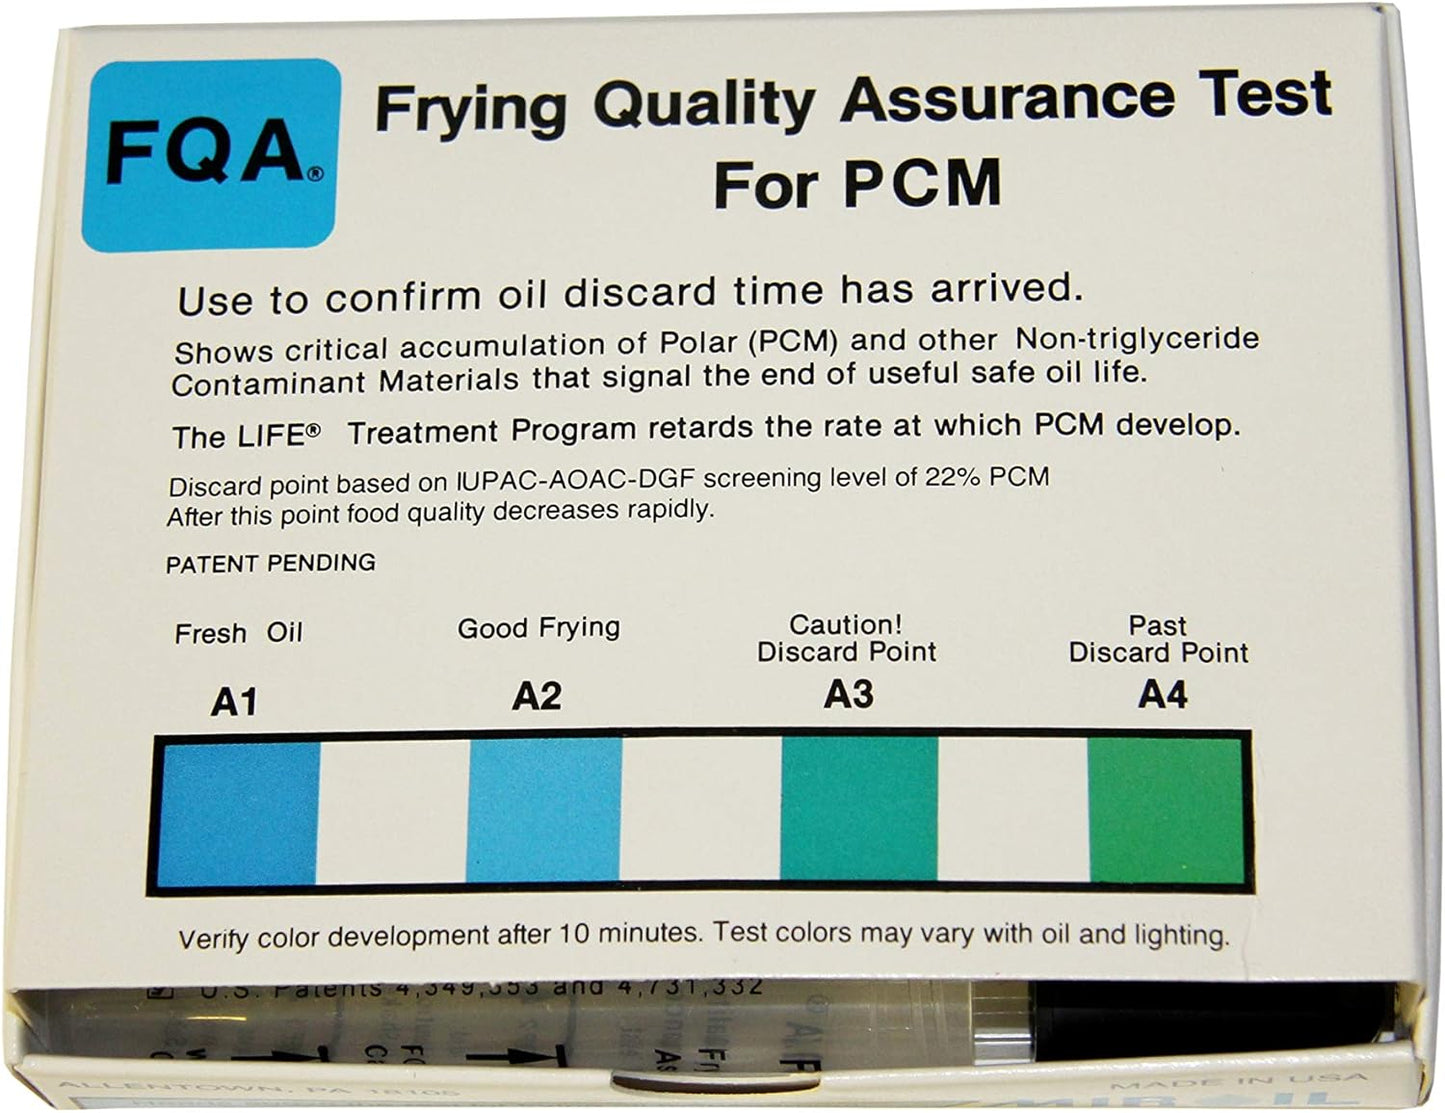 FQA®
Frying Quality Assurance Test
For PCM
Use to confirm oil discard time has arrived.
Shows critical accumulation of Polar (PCM) and other Non-triglyceride
Contaminant Materials that signal the end of useful safe oil life.
The LIFE® Treatment Program retards the rate at which PCM develop.
Discard point based on IUPAC-AOAC-DGF screening level of 22% PCM
After this point food quality decreases rapidly.
PATENT PENDING
Fresh Oil
A1
Good Frying
A2
Caution!
Discard Point
A3
Past
Discard Point
A4
Verify color development after 10 minutes. Test colors may vary with oil and lighting.
U.S. Patents 4,349,353 and 4,731,332
ALLENTOWN, PA 18105
MADE IN USA
MIROIL